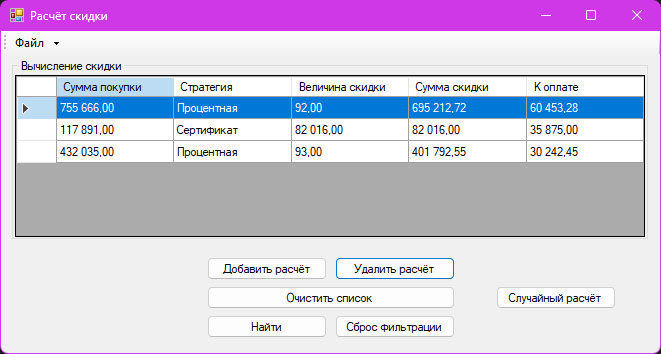 Расчёт скидки
Файл
Вычисление скидки
Сумма покупки Стратегия Величина скидки Сумма скидки К оплате
755 666,00 Процентная 92,00 695 212,72 60 453,28
117 891,00 Сертификат 82 016,00 82 016,00 35 875,00
432 035,00 Процентная 93,00 401 792,55 30 242,45
Добавить расчёт Удалить расчёт
Очистить список Случайный расчёт
Найти Сброс фильтрации